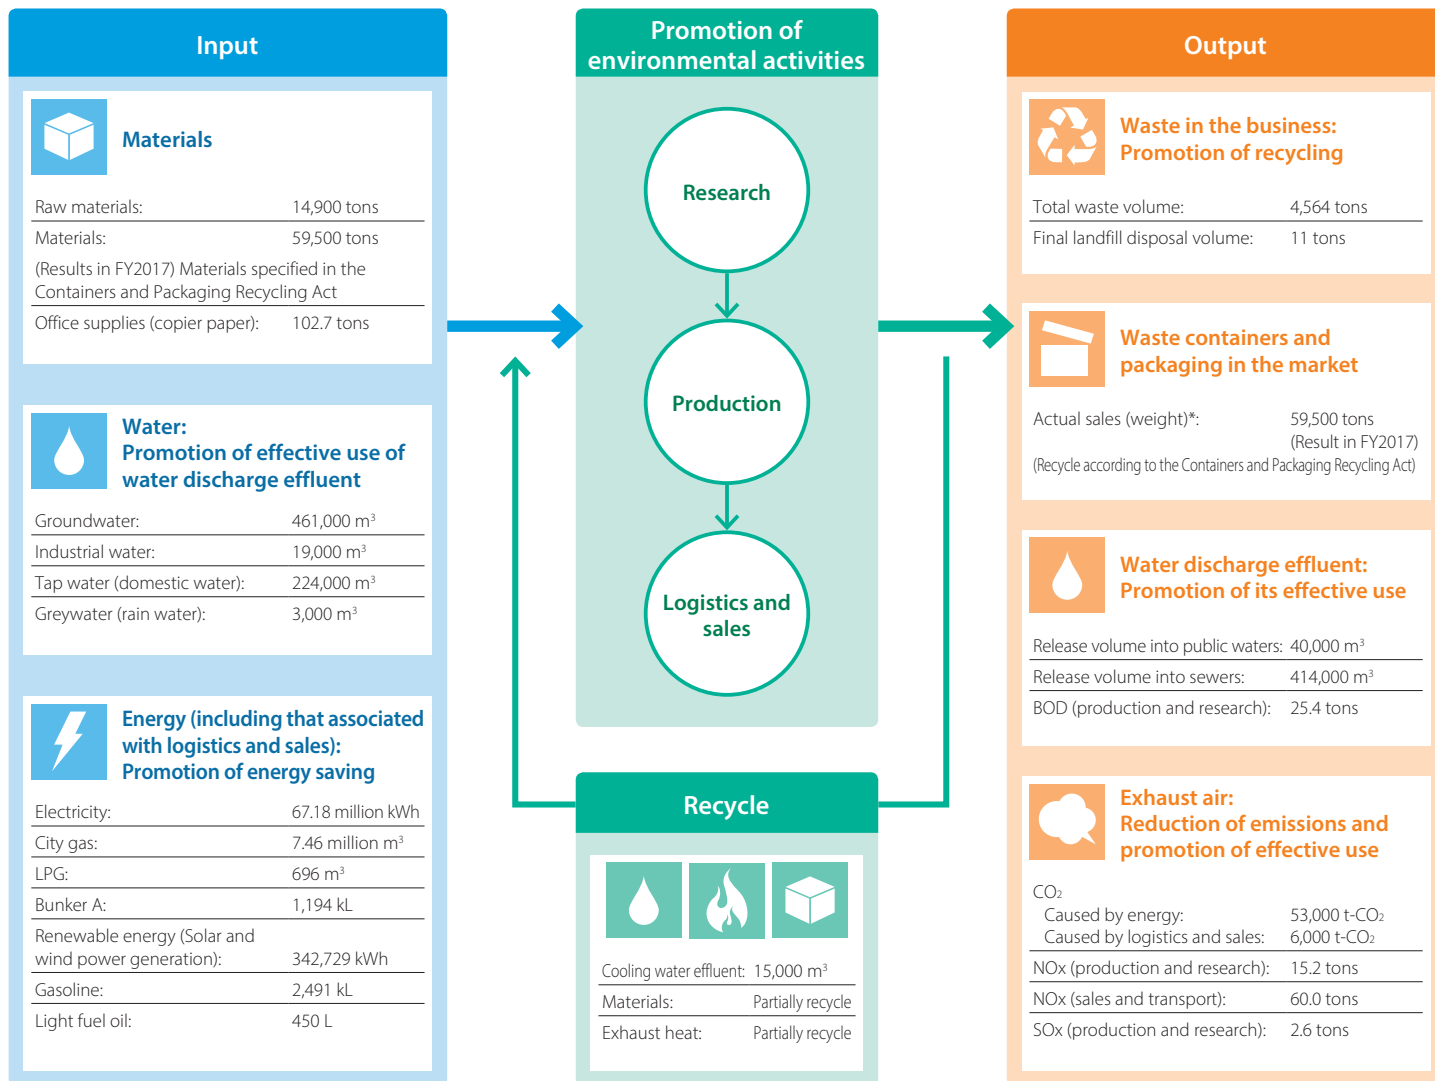 Input
Materials
Raw materials: 14,900 tons
Materials: 59,500 tons
(Results in FY2017) Materials specified in the
Containers and Packaging Recycling Act
Office supplies (copier paper): 102.7 tons
Water:
Promotion of effective use of
water discharge effluent
Groundwater: 461,000 m³
Industrial water: 19,000 m³
Tap water (domestic water): 224,000 m³
Greywater (rain water): 3,000 m³
Energy (including that associated
with logistics and sales):
Promotion of energy saving
Electricity: 67.18 million kWh
City gas: 7.46 million m³
LPG: 696 m³
Bunker A: 1,194 kL
Renewable energy (Solar and
wind power generation): 342,729 kWh
Gasoline: 2,491 kL
Light fuel oil: 450 L
Promotion of
environmental activities
Research
Production
Logistics and
sales
Recycle
Cooling water effluent: 15,000 m³
Materials: Partially recycle
Exhaust heat: Partially recycle
Output
Waste in the business:
Promotion of recycling
Total waste volume: 4,564 tons
Final landfill disposal volume: 11 tons
Waste containers and
packaging in the market
Actual sales (weight)*: 59,500 tons
(Result in FY2017)
(Recycle according to the Containers and Packaging Recycling Act)
Water discharge effluent:
Promotion of its effective use
Release volume into public waters: 40,000 m³
Release volume into sewers: 414,000 m³
BOD (production and research): 25.4 tons
Exhaust air:
Reduction of emissions and
promotion of effective use
CO₂
Caused by energy: 53,000 t-CO₂
Caused by logistics and sales: 6,000 t-CO₂
NOx (production and research): 15.2 tons
NOx (sales and transport): 60.0 tons
SOx (production and research): 2.6 tons